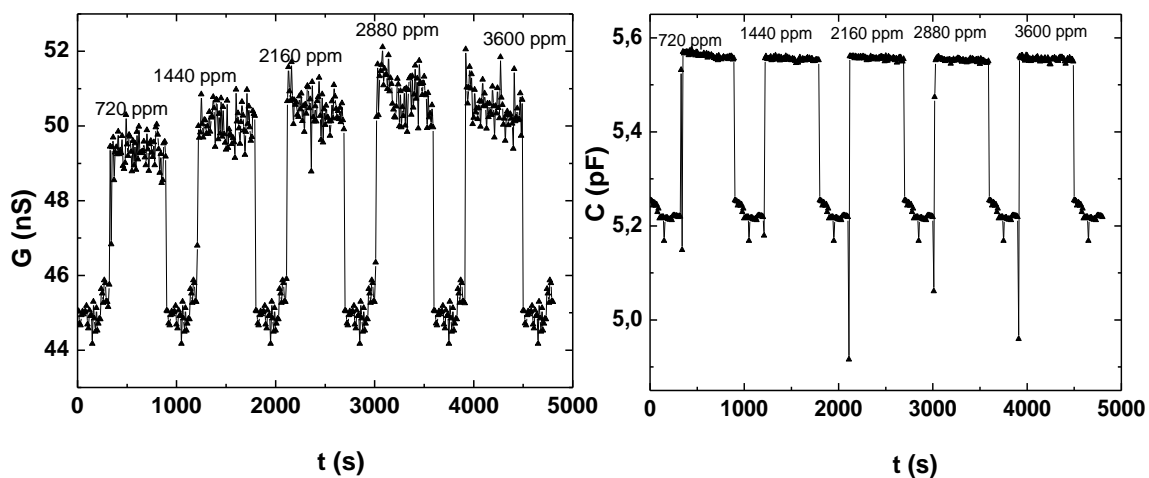 52
50
48
46
44
G (nS)
720 ppm
1440 ppm
2160 ppm
2880 ppm
3600 ppm
0 1000 2000 3000 4000 5000
t (s)
5,6
5,4
5,2
5,0
C (pF)
720 ppm
1440 ppm
2160 ppm
2880 ppm
3600 ppm
0 1000 2000 3000 4000 5000
t (s)